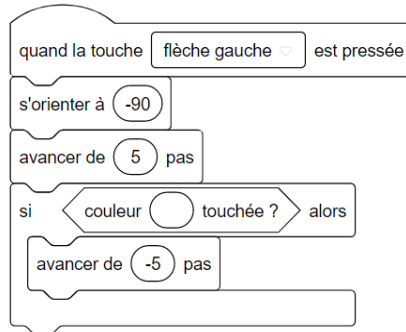 quand la touche flèche gauche est pressée
s'orienter à -90
avancer de 5 pas
si couleur touchée ? alors
avancer de -5 pas